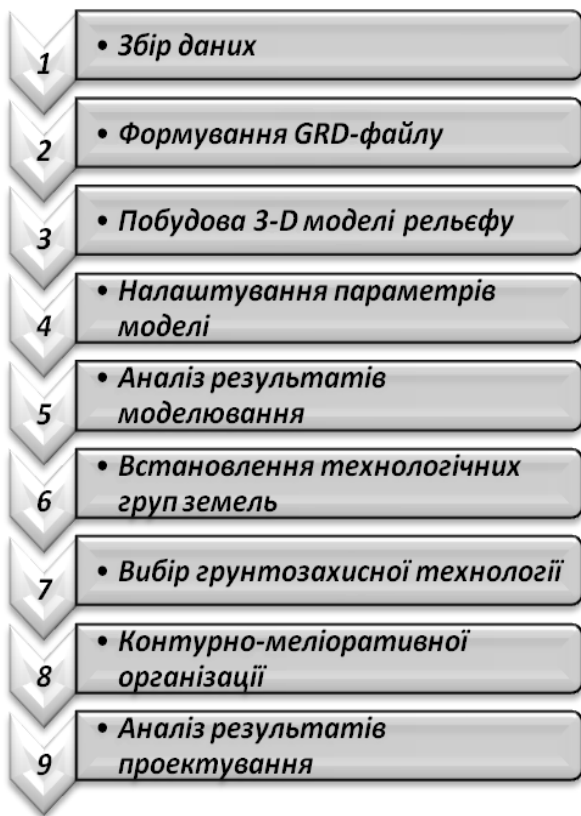 1
• Збір даних
2
• Формування GRD-файлу
3
• Побудова 3-D моделі рельєфу
4
• Налаштування параметрів
моделі
5
• Аналіз результатів
моделювання
6
• Встановлення технологічних
груп земель
7
• Вибір грунтозахисної технології
8
• Контурно-меліоративної
організації
9
• Аналіз результатів
проектування